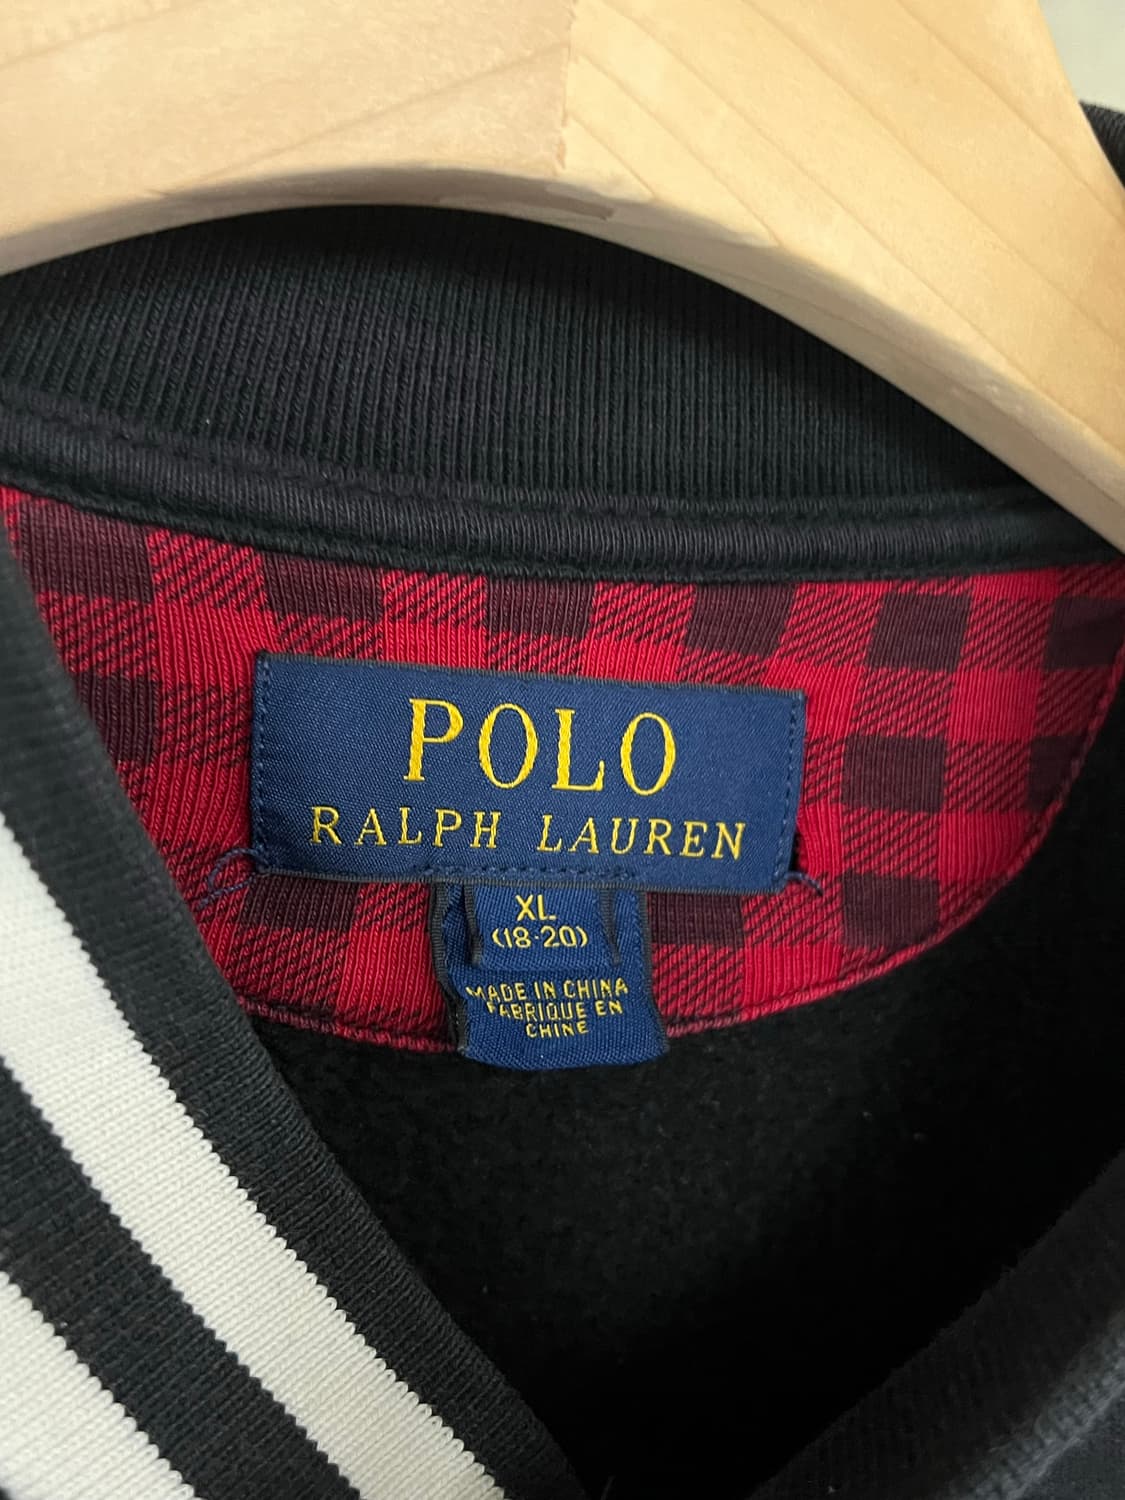 POLO
RALPH LAUREN
XL
(18-20)
MADE IN CHINA
FABRIQUE EN
CHINE